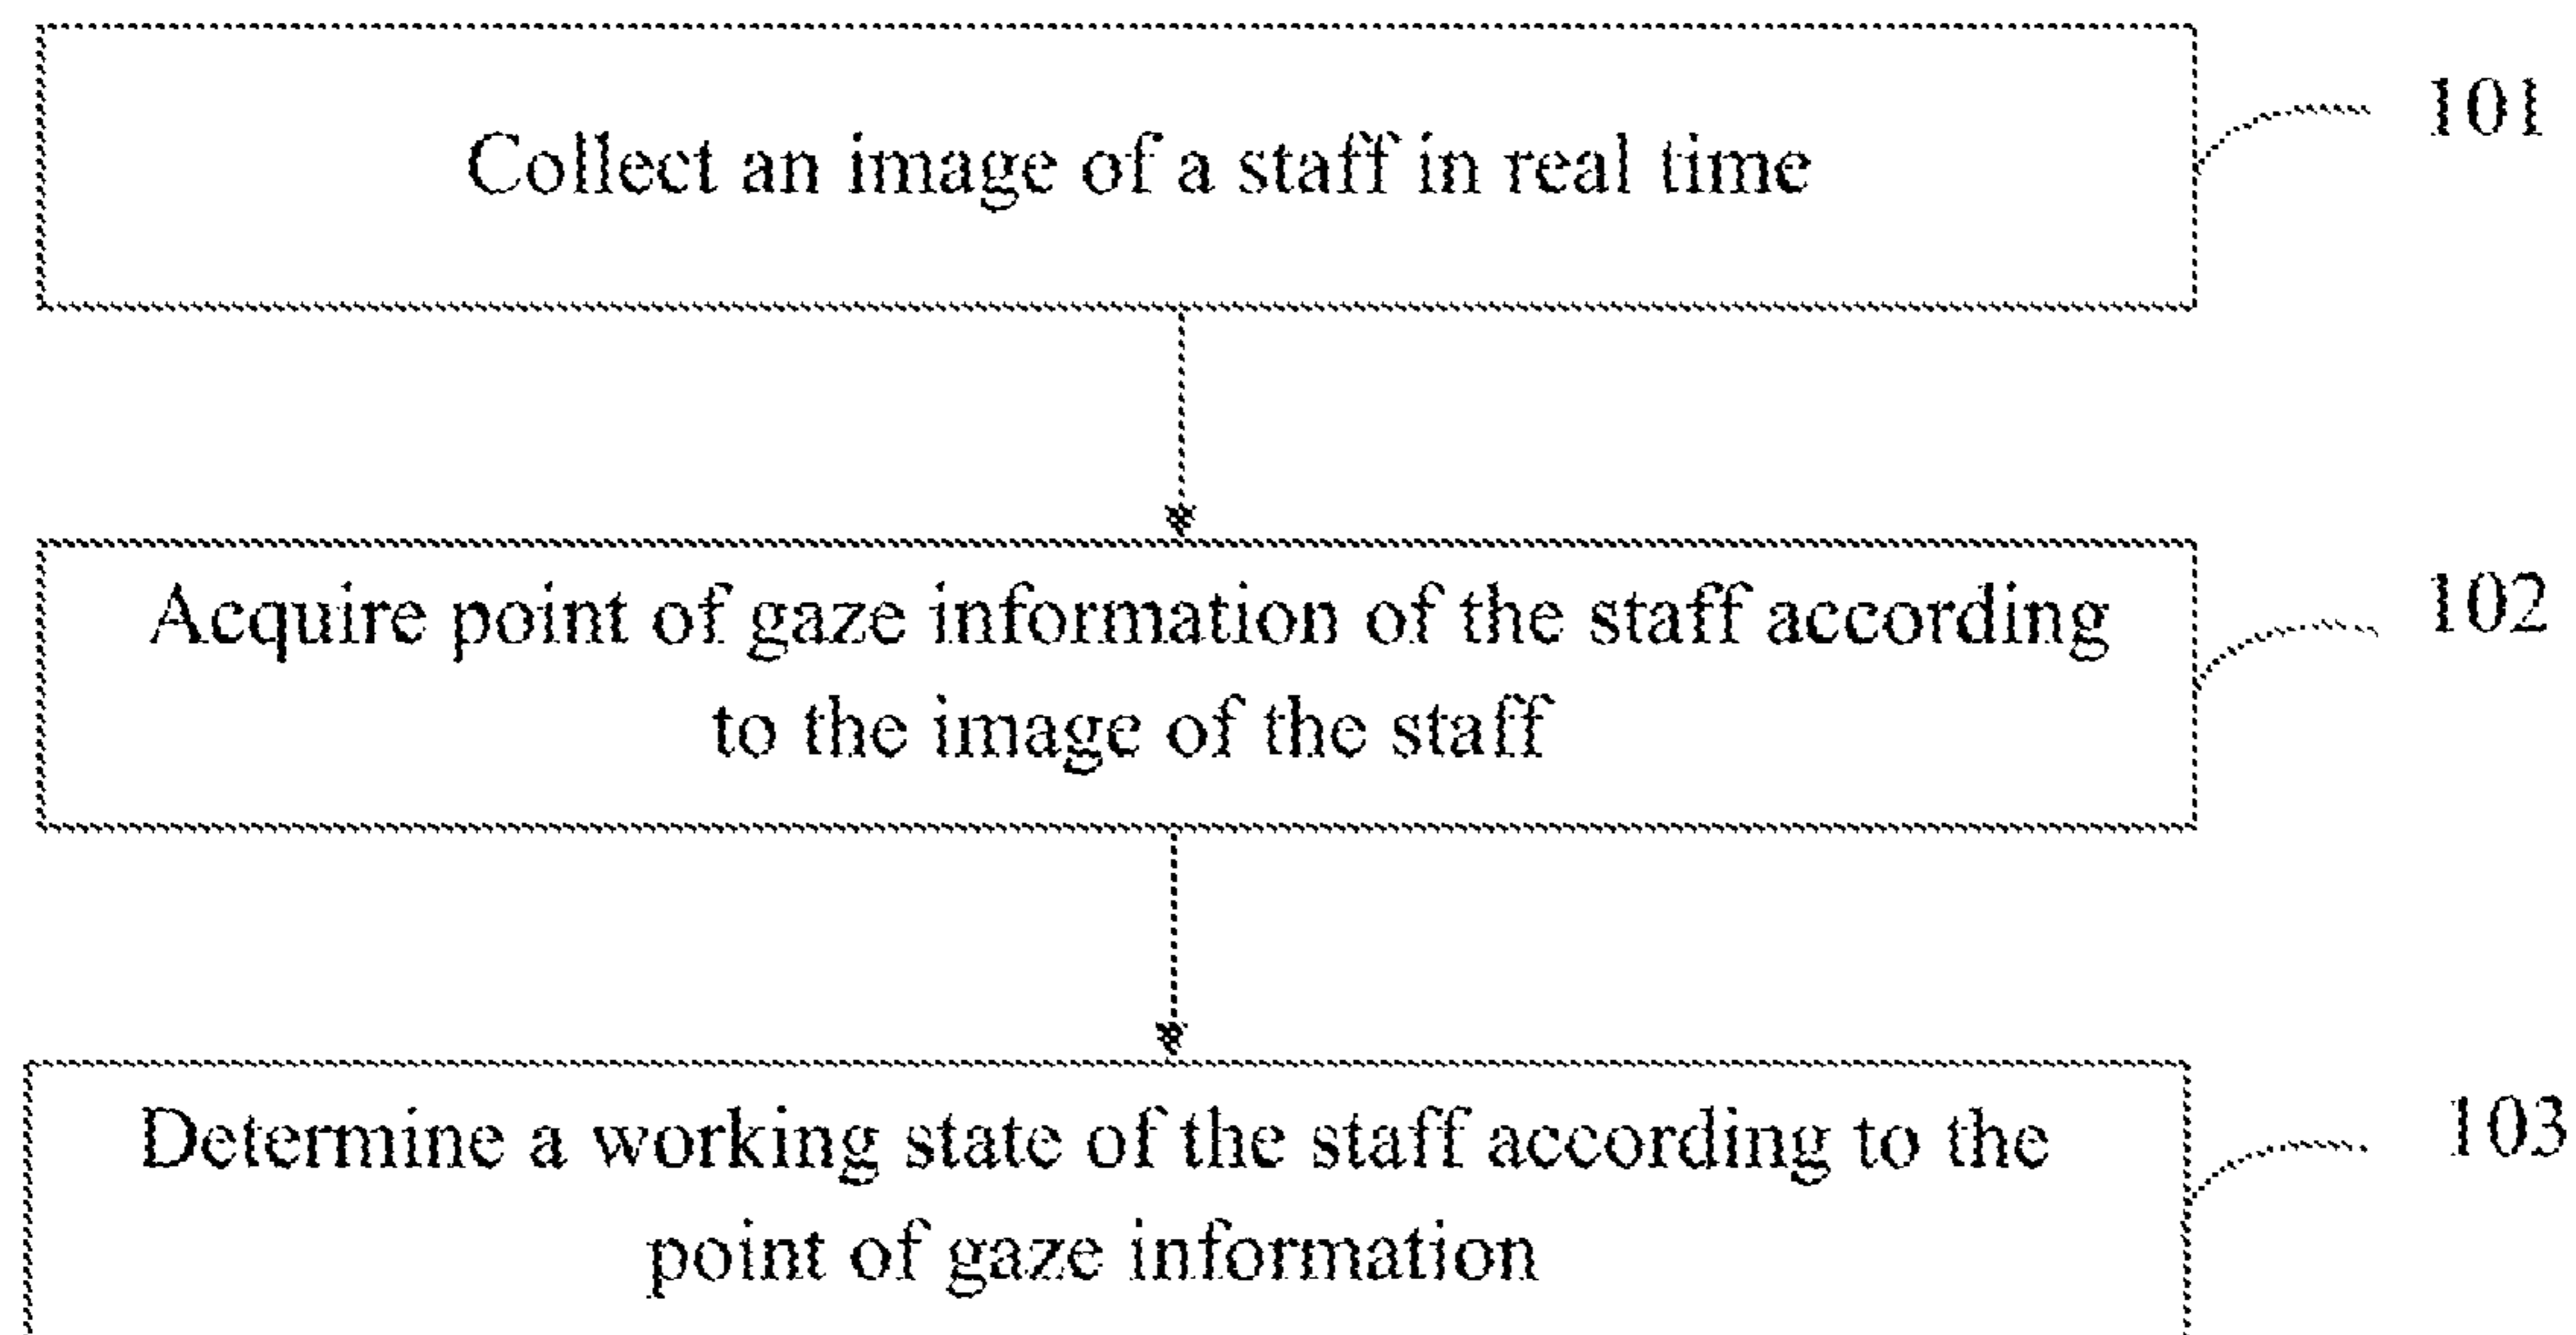 Collect an image of a staff in real time
101
Acquire point of gaze information of the staff according
to the image of the staff
102
Determine a working state of the staff according to the
point of gaze information
103